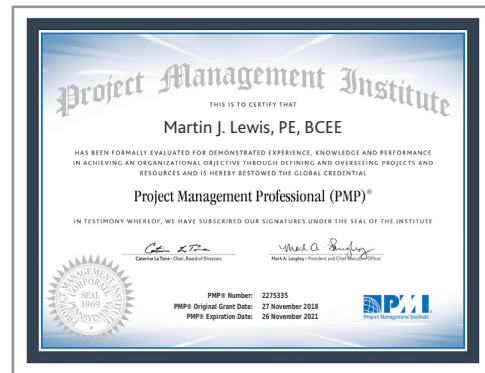 Project Management Institute
THIS IS TO CERTIFY THAT
Martin J. Lewis, PE, BCEE
HAS BEEN FORMALLY EVALUATED FOR DEMONSTRATED EXPERIENCE, KNOWLEDGE AND PERFORMANCE
IN ACHIEVING AN ORGANIZATIONAL OBJECTIVE THROUGH DEFINING AND OVERSEEING PROJECTS AND
RESOURCES AND IS HEREBY BESTOWED THE GLOBAL CREDENTIAL
Project Management Professional (PMP)®
IN TESTIMONY WHEREOF, WE HAVE SUBSCRIBED OUR SIGNATURES UNDER THE SEAL OF THE INSTITUTE
Caterina La Tona • Chair, Board of Directors
Mark A. Langley
Mark A. Langley • President and Chief Executive Officer
PROJECT MANAGEMENT INSTITUTE
PENNSYLVANIA
CORPORATE
SEAL
1969
PMP® Number: 2275335
PMP® Original Grant Date: 27 November 2018
PMP® Expiration Date: 26 November 2021
PMI
Project Management Institute